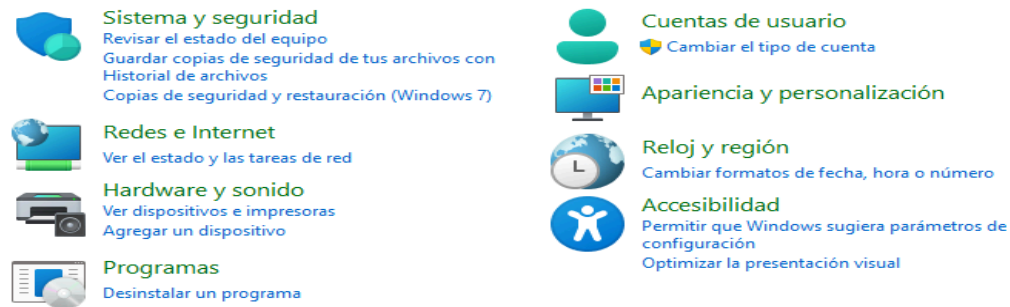 Sistema y seguridad
Revisar el estado del equipo
Guardar copias de seguridad de tus archivos con
Historial de archivos
Copias de seguridad y restauración (Windows 7)
Redes e Internet
Ver el estado y las tareas de red
Hardware y sonido
Ver dispositivos e impresoras
Agregar un dispositivo
Programas
Desinstalar un programa
Cuentas de usuario
Cambiar el tipo de cuenta
Apariencia y personalización
Reloj y región
Cambiar formatos de fecha, hora o número
Accesibilidad
Permitir que Windows sugiera parámetros de
configuración
Optimizar la presentación visual